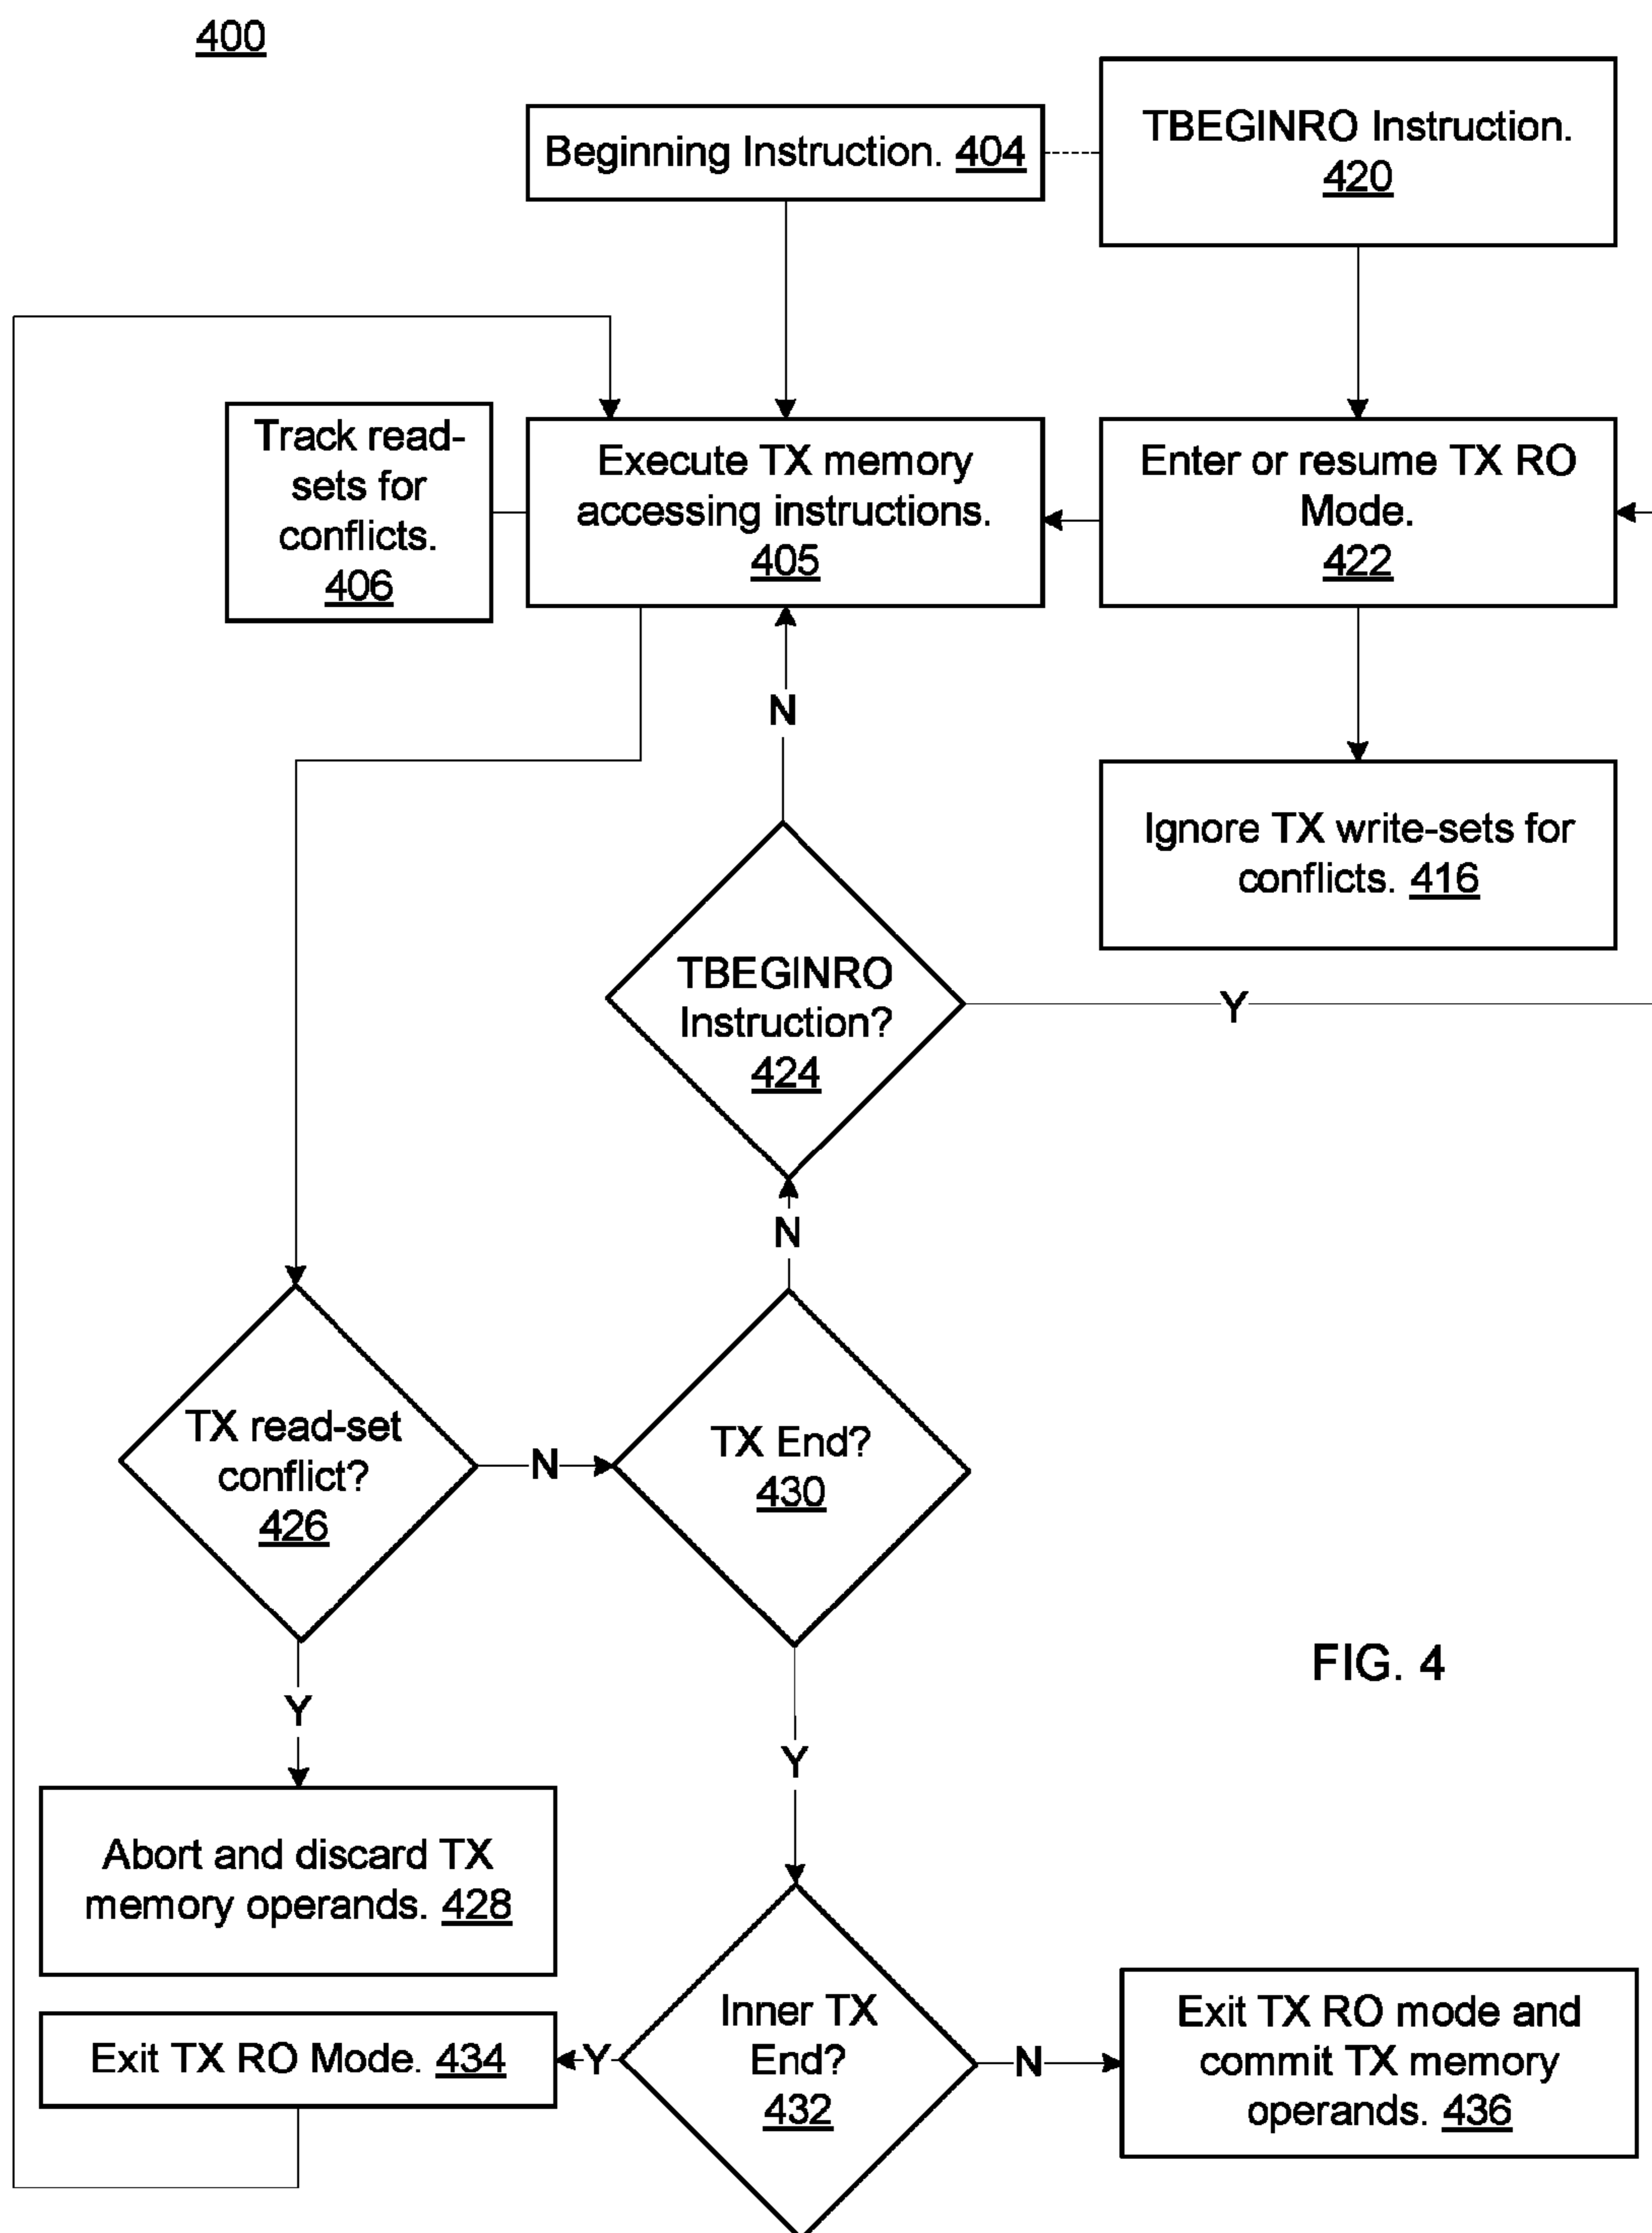 400
Beginning Instruction. 404
TBEGINRO Instruction.
420
Track read-
sets for
conflicts.
406
Execute TX memory
accessing instructions.
405
Enter or resume TX RO
Mode.
422
N
Ignore TX write-sets for
conflicts. 416
TBEGINRO
Instruction?
424
Y
N
TX read-set
conflict?
426
N
TX End?
430
FIG. 4
Y
Y
Abort and discard TX
memory operands. 428
Exit TX RO Mode. 434
Y
Inner TX
End?
432
N
Exit TX RO mode and
commit TX memory
operands. 436